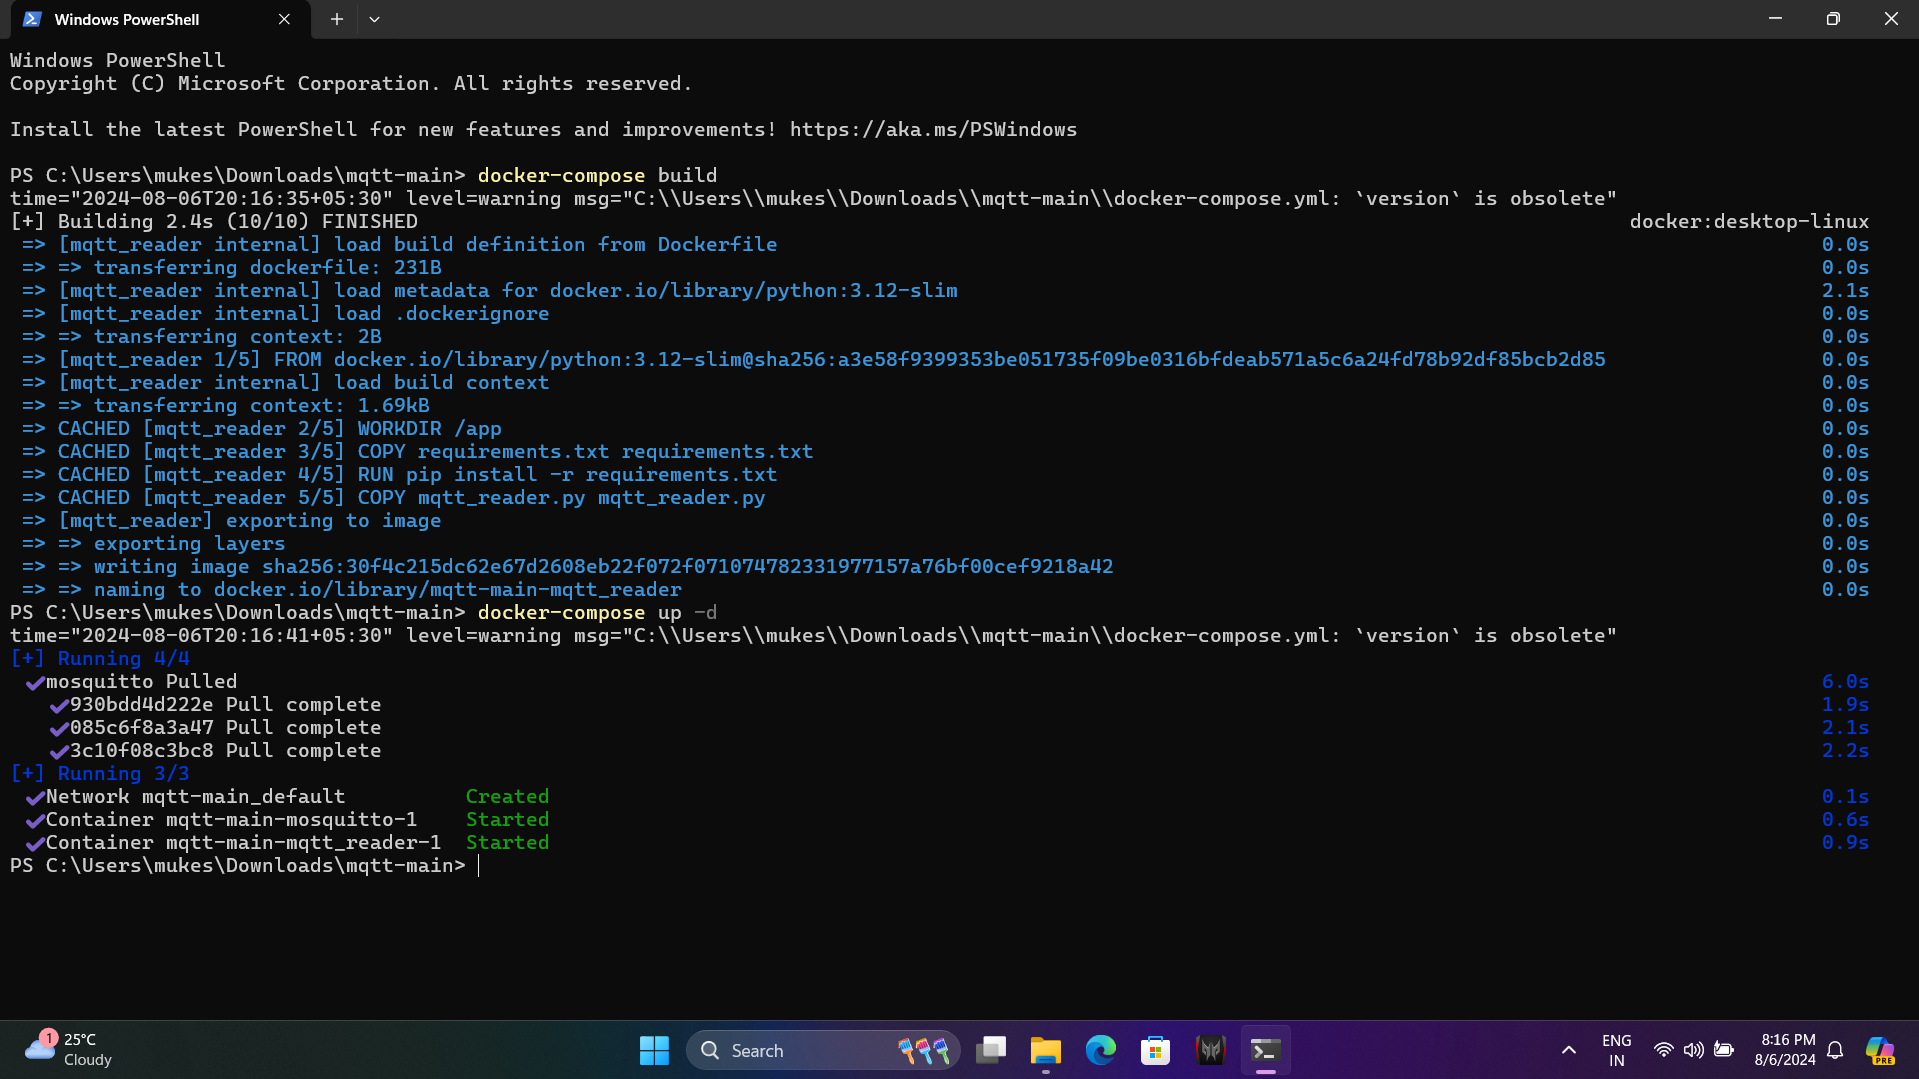 Windows PowerShell
Windows PowerShell
Copyright (C) Microsoft Corporation. All rights reserved.
Install the latest PowerShell for new features and improvements! https://aka.ms/PSWindows
PS C:\Users\mukes\Downloads\mqtt-main> docker-compose build
time="2024-08-06T20:16:35+05:30" level=warning msg="C:\\Users\\mukes\\Downloads\\mqtt-main\\docker-compose.yml: `version` is obsolete"
[+] Building 2.4s (10/10) FINISHED docker:desktop-linux
=> [mqtt_reader internal] load build definition from Dockerfile 0.0s
=> => transferring dockerfile: 231B 0.0s
=> [mqtt_reader internal] load metadata for docker.io/library/python:3.12-slim 2.1s
=> [mqtt_reader internal] load .dockerignore 0.0s
=> => transferring context: 2B 0.0s
=> [mqtt_reader 1/5] FROM docker.io/library/python:3.12-slim@sha256:a3e58f9399353be051735f09be0316bfdeab571a5c6a24fd78b92df85bcb2d85 0.0s
=> [mqtt_reader internal] load build context 0.0s
=> => transferring context: 1.69kB 0.0s
=> CACHED [mqtt_reader 2/5] WORKDIR /app 0.0s
=> CACHED [mqtt_reader 3/5] COPY requirements.txt requirements.txt 0.0s
=> CACHED [mqtt_reader 4/5] RUN pip install -r requirements.txt 0.0s
=> CACHED [mqtt_reader 5/5] COPY mqtt_reader.py mqtt_reader.py 0.0s
=> [mqtt_reader] exporting to image 0.0s
=> => exporting layers 0.0s
=> => writing image sha256:30f4c215dc62e67d2608eb22f072f071074782331977157a76bf00cef9218a42 0.0s
=> => naming to docker.io/library/mqtt-main-mqtt_reader 0.0s
PS C:\Users\mukes\Downloads\mqtt-main> docker-compose up -d
time="2024-08-06T20:16:41+05:30" level=warning msg="C:\\Users\\mukes\\Downloads\\mqtt-main\\docker-compose.yml: `version` is obsolete"
[+] Running 4/4
✔mosquitto Pulled 6.0s
✔930bdd4d222e Pull complete 1.9s
✔085c6f8a3a47 Pull complete 2.1s
✔3c10f08c3bc8 Pull complete 2.2s
[+] Running 3/3
✔Network mqtt-main_default Created 0.1s
✔Container mqtt-main-mosquitto-1 Started 0.6s
✔Container mqtt-main-mqtt_reader-1 Started 0.9s
PS C:\Users\mukes\Downloads\mqtt-main>
1
25°C
Cloudy
Search
ENG
IN
8:16 PM
8/6/2024
PRE